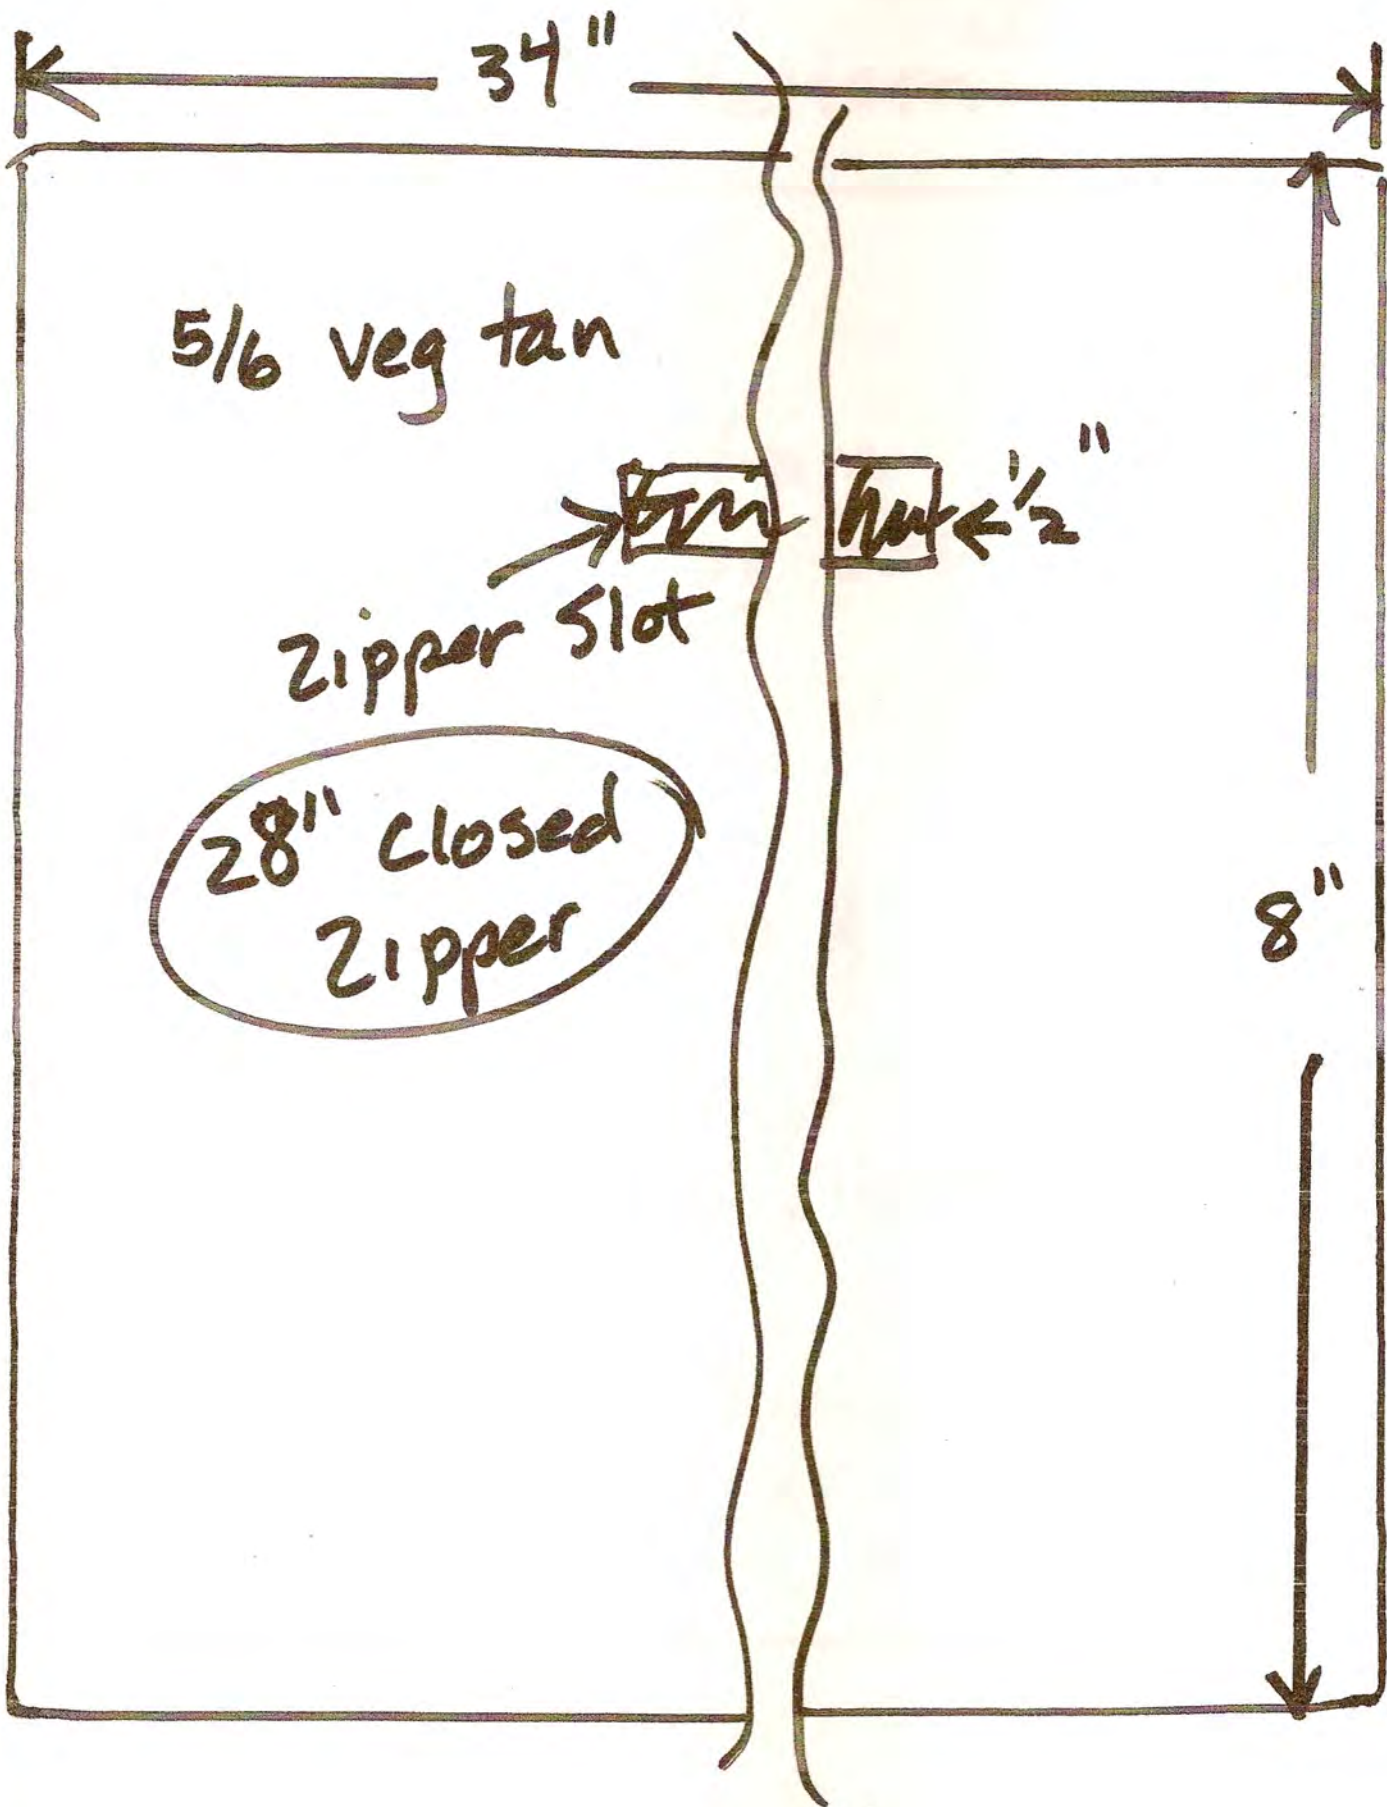 34"
5/6 veg tan
1/2"
zipper slot
28" closed
zipper
8"